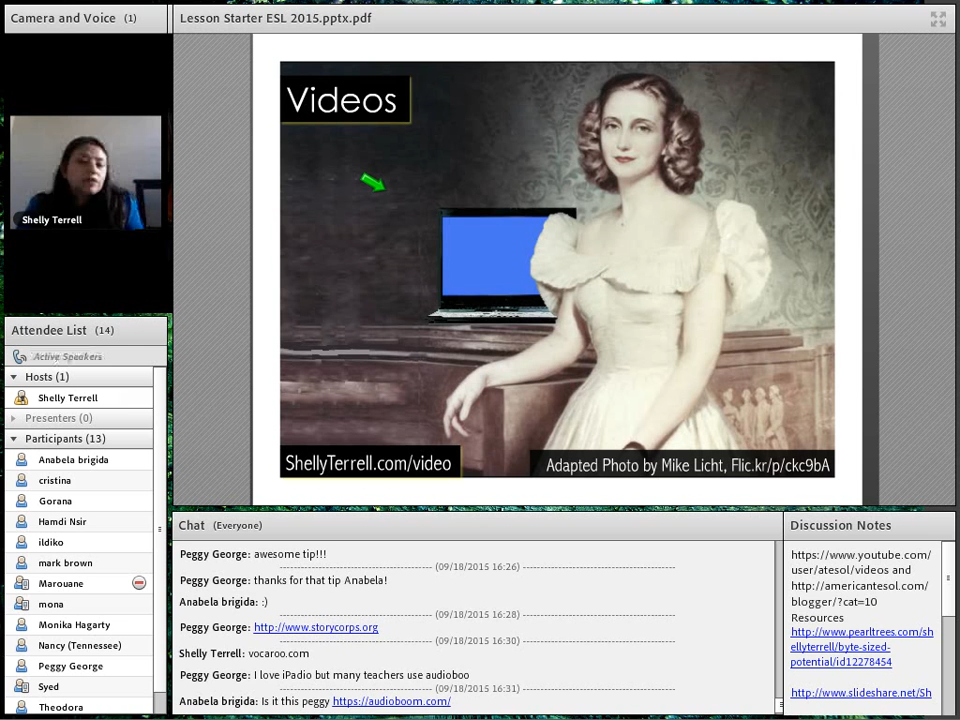 Camera and Voice (1)
Lesson Starter ESL 2015.pptx.pdf
Shelly Terrell
Videos
ShellyTerrell.com/video
Adapted Photo by Mike Licht, Flic.kr/p/ckc9bA
Attendee List (14)
Active Speakers
Hosts (1)
Shelly Terrell
Presenters (0)
Participants (13)
Anabela brigida
cristina
Gorana
Hamdi Nsir
ildiko
mark brown
Marouane
mona
Monika Hagarty
Nancy (Tennessee)
Peggy George
Syed
Theodora
Chat (Everyone)
Peggy George: awesome tip!!!
(09/18/2015 16:26)
Peggy George: thanks for that tip Anabela!
Anabela brigida: :)
(09/18/2015 16:28)
Peggy George: http://www.storycorps.org
(09/18/2015 16:30)
Shelly Terrell: vocaroo.com
Peggy George: I love iPadio but many teachers use audioboo
(09/18/2015 16:31)
Anabela brigida: Is it this peggy https://audioboom.com/
Discussion Notes
https://www.youtube.com/
user/atesol/videos and
http://americantesol.com/
blogger/?cat=10
Resources
http://www.pearltrees.com/sh
ellyterrell/byte-sized-
potential/id12278454
http://www.slideshare.net/Sh